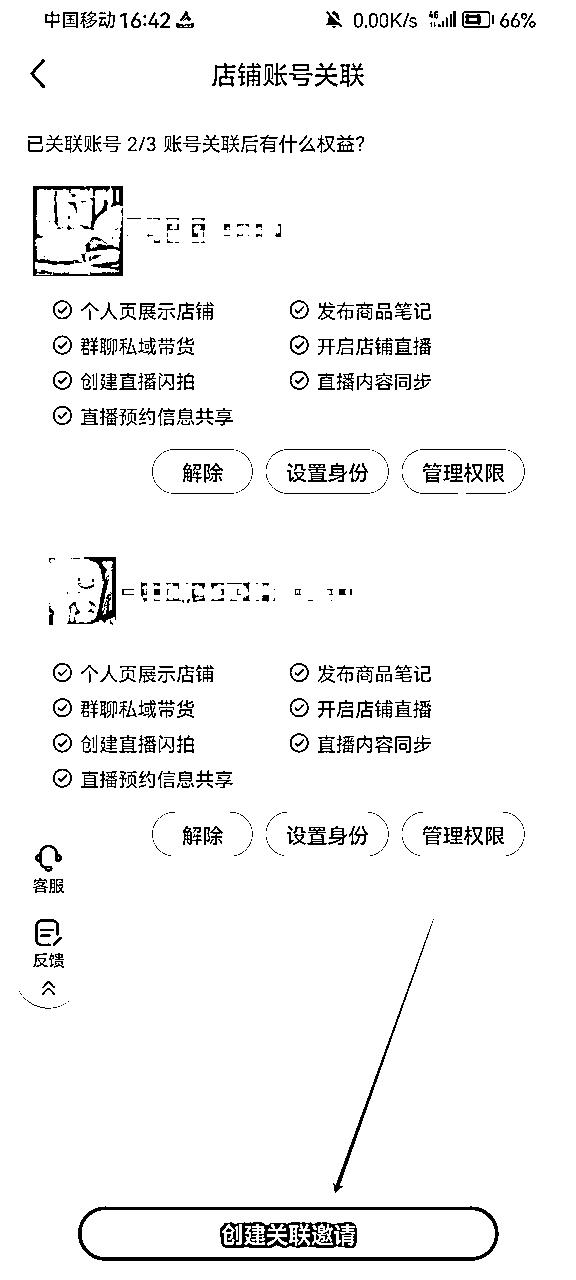 中国移动 16:42 0.00K/s 4G 66%
店铺账号关联
已关联账号 2/3 账号关联后有什么权益?
个人页展示店铺 发布商品笔记
群聊私域带货 开启店铺直播
创建直播闪拍 直播内容同步
直播预约信息共享
解除 设置身份 管理权限
个人页展示店铺 发布商品笔记
群聊私域带货 开启店铺直播
创建直播闪拍 直播内容同步
直播预约信息共享
解除 设置身份 管理权限
客服
反馈
创建关联邀请